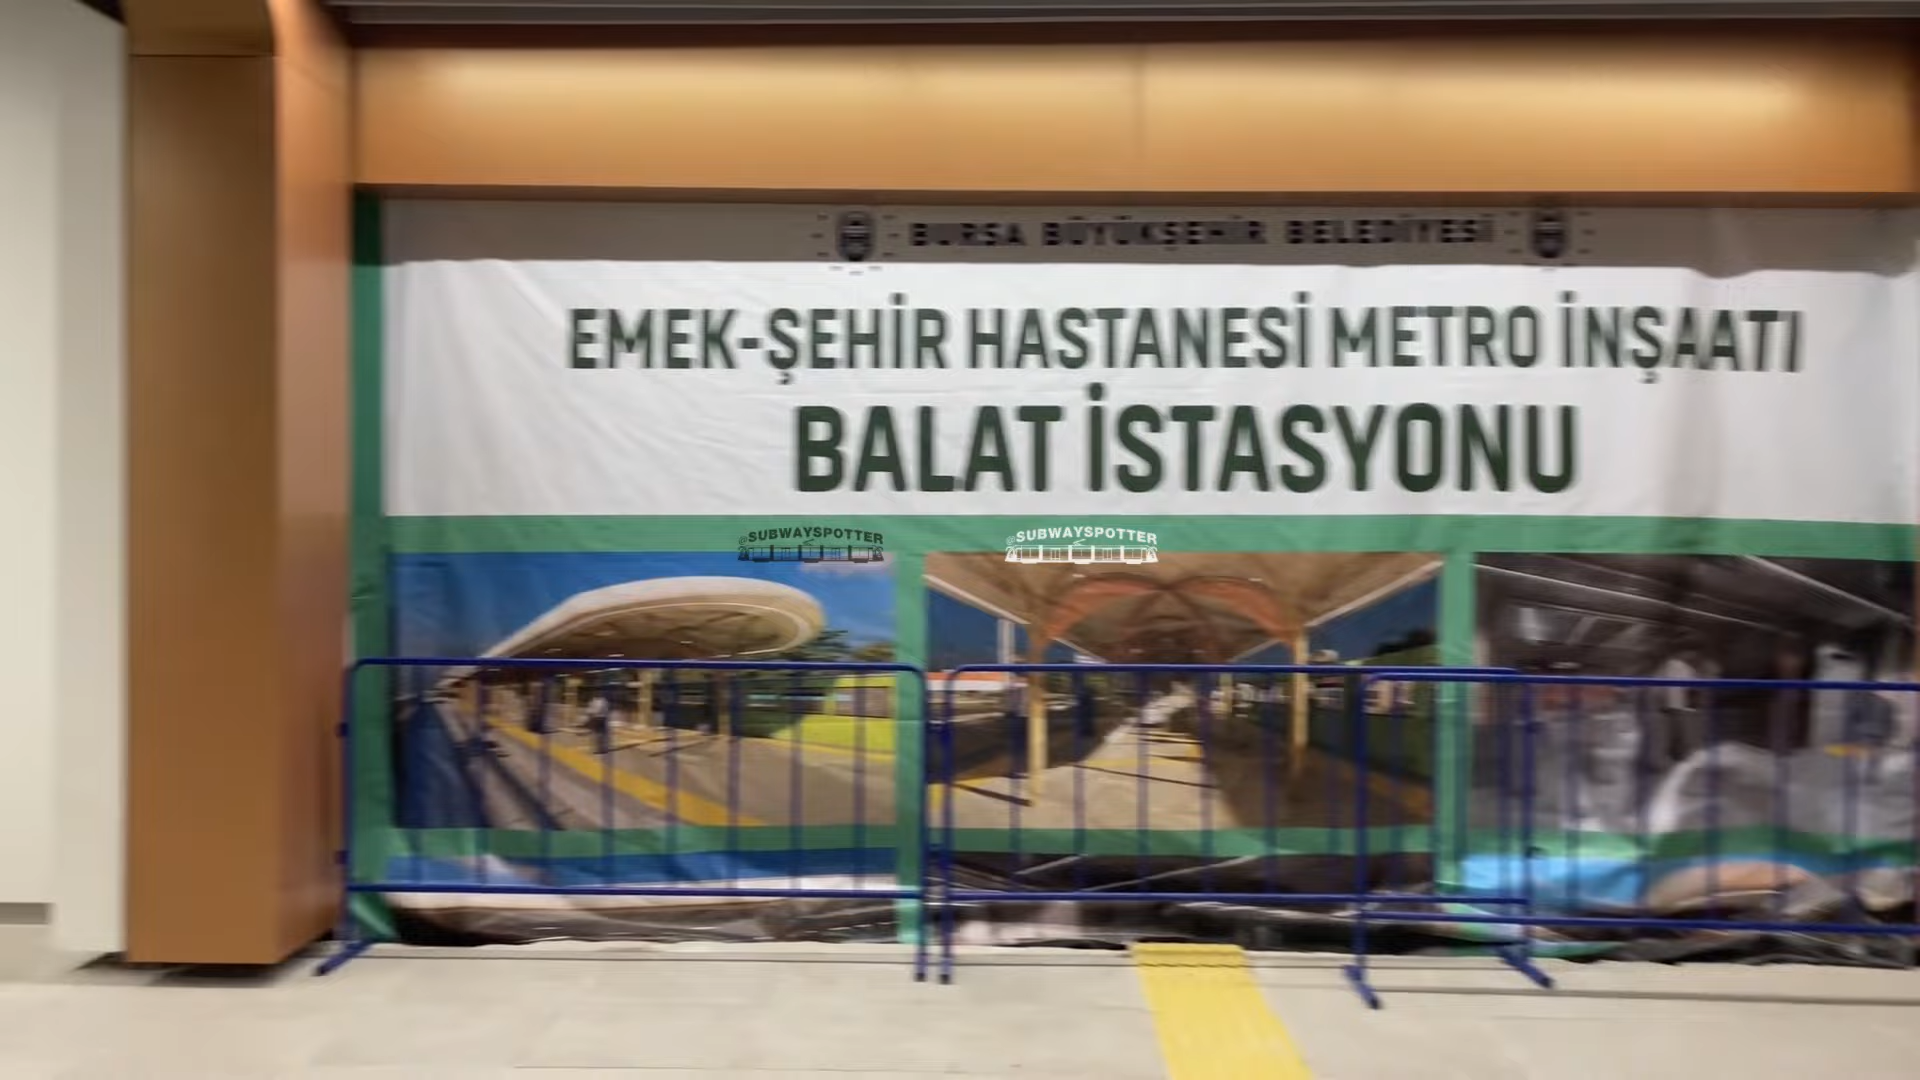 BURSA BÜYÜKŞEHİR BELEDİYESİ
EMEK-ŞEHİR HASTANESİ METRO İNŞAATI
BALAT İSTASYONU
@SUBWAYSPOTTER @SUBWAYSPOTTER